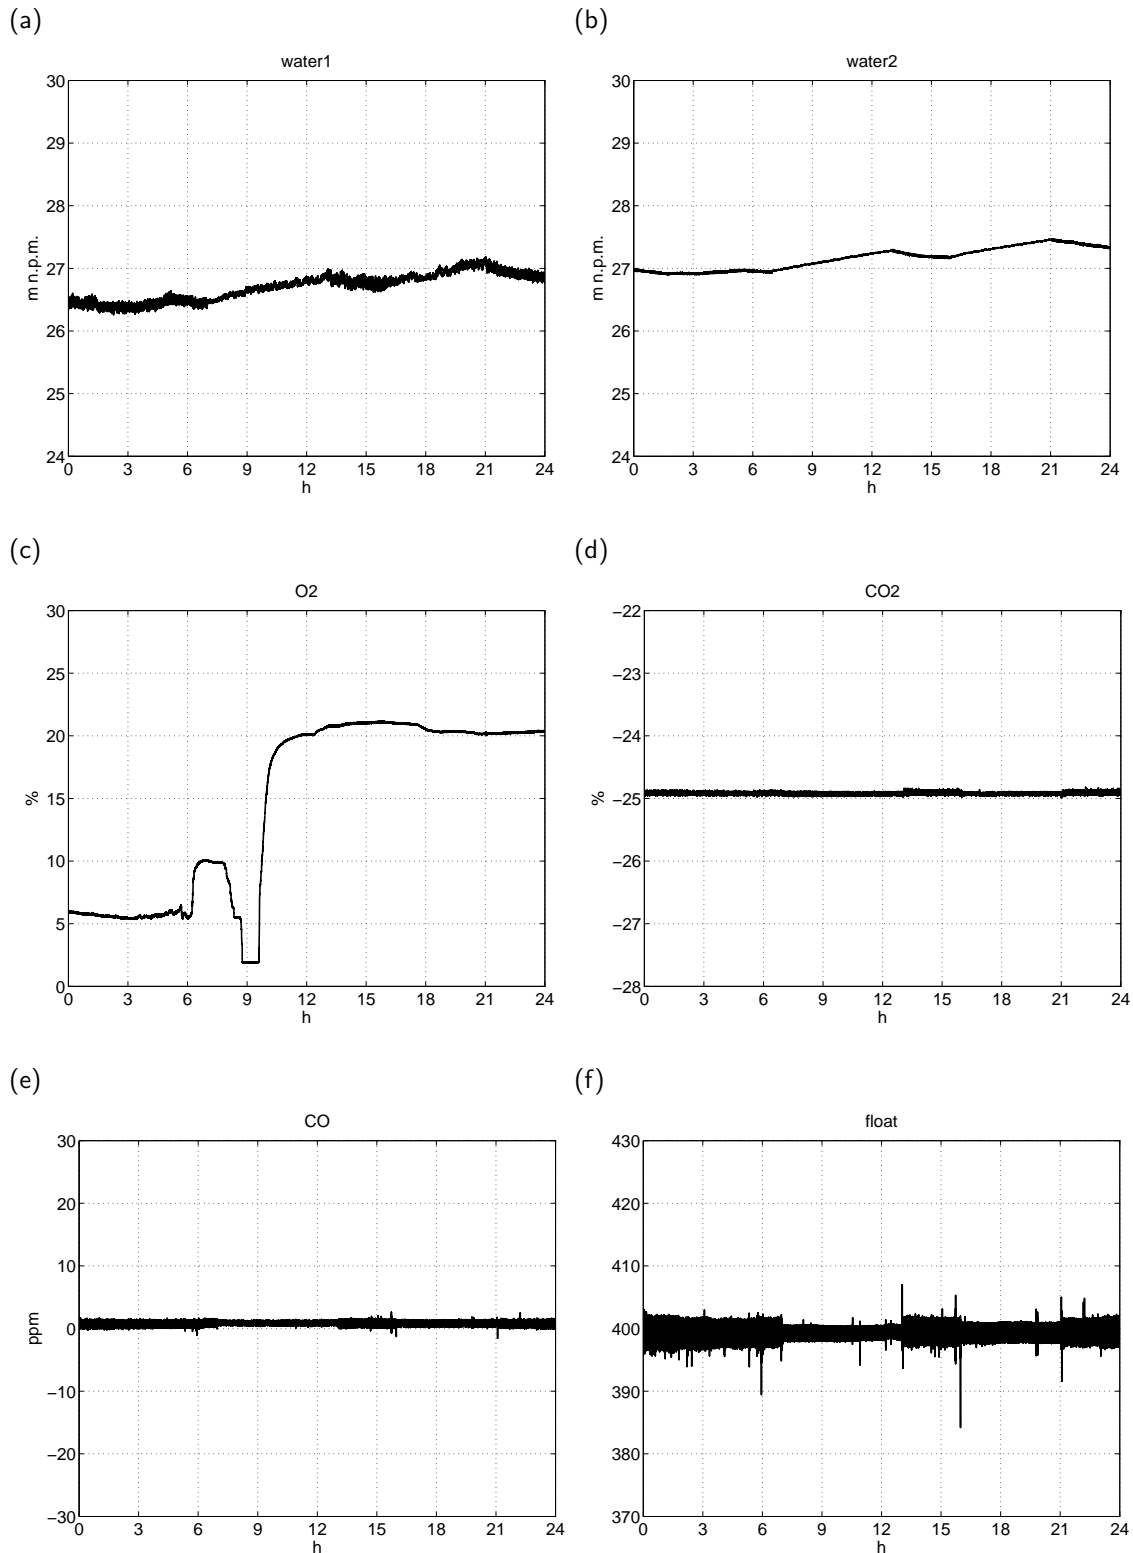 (a)
water1
30
29
28
27
26
25
24
m n.p.m.
0 3 6 9 12 15 18 21 24
h
(b)
water2
30
29
28
27
26
25
24
m n.p.m.
0 3 6 9 12 15 18 21 24
h
(c)
O2
30
25
20
15
10
5
0
%
0 3 6 9 12 15 18 21 24
h
(d)
CO2
−22
−23
−24
−25
−26
−27
−28
%
0 3 6 9 12 15 18 21 24
h
(e)
CO
30
20
10
0
−10
−20
−30
ppm
0 3 6 9 12 15 18 21 24
h
(f)
float
430
420
410
400
390
380
370
0 3 6 9 12 15 18 21 24
h